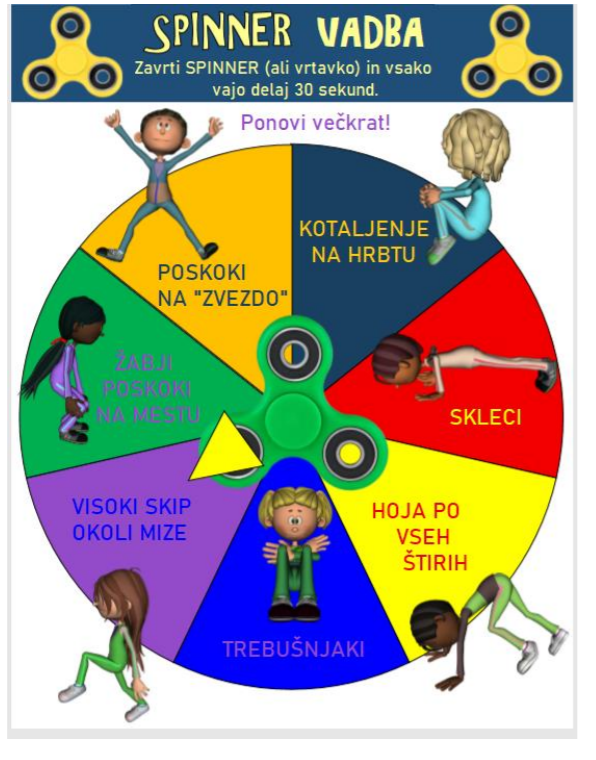 SPINNER VADBA
Zavrti SPINNER (ali vrtavko) in vsako
vajo delaj 30 sekund.
Ponovi večkrat!
KOTALJENJE
NA HRBTU
POSKOKI
NA "ZVEZDO"
ŽABJI
POSKOKI
NA MESTU
SKLECI
VISOKI SKIP
OKOLI MIZE
HOJA PO
VSEH
ŠTIRIH
TREBUŠNJAKI